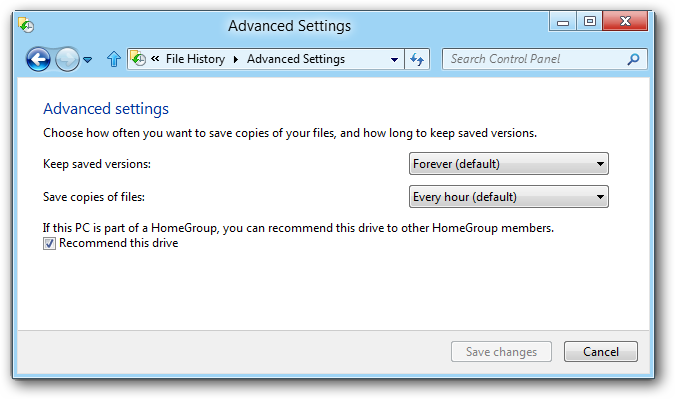 Advanced Settings
« File History Advanced Settings Search Control Panel
Advanced settings
Choose how often you want to save copies of your files, and how long to keep saved versions.
Keep saved versions: Forever (default)
Save copies of files: Every hour (default)
If this PC is part of a HomeGroup, you can recommend this drive to other HomeGroup members.
Recommend this drive
Save changes Cancel